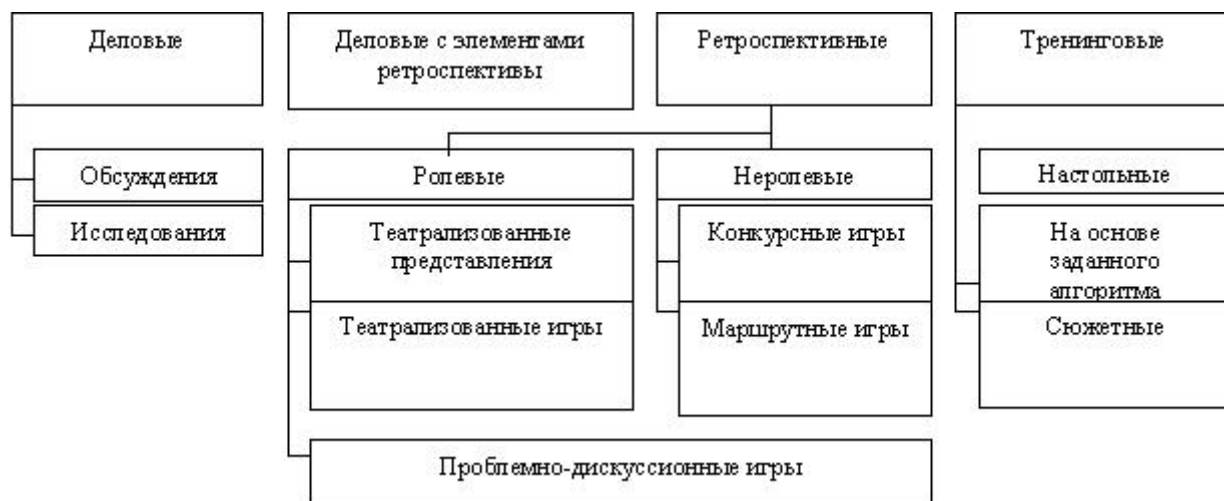 Деловые
Деловые с элементами
ретроспективы
Ретроспективные
Тренинговые
Обсуждения
Ролевые
Неролевые
Настольные
Исследования
Театрализованные
представления
Конкурсные игры
На основе
заданного
алгоритма
Театрализованные игры
Маршрутные игры
Сюжетные
Проблемно-дискуссионные игры